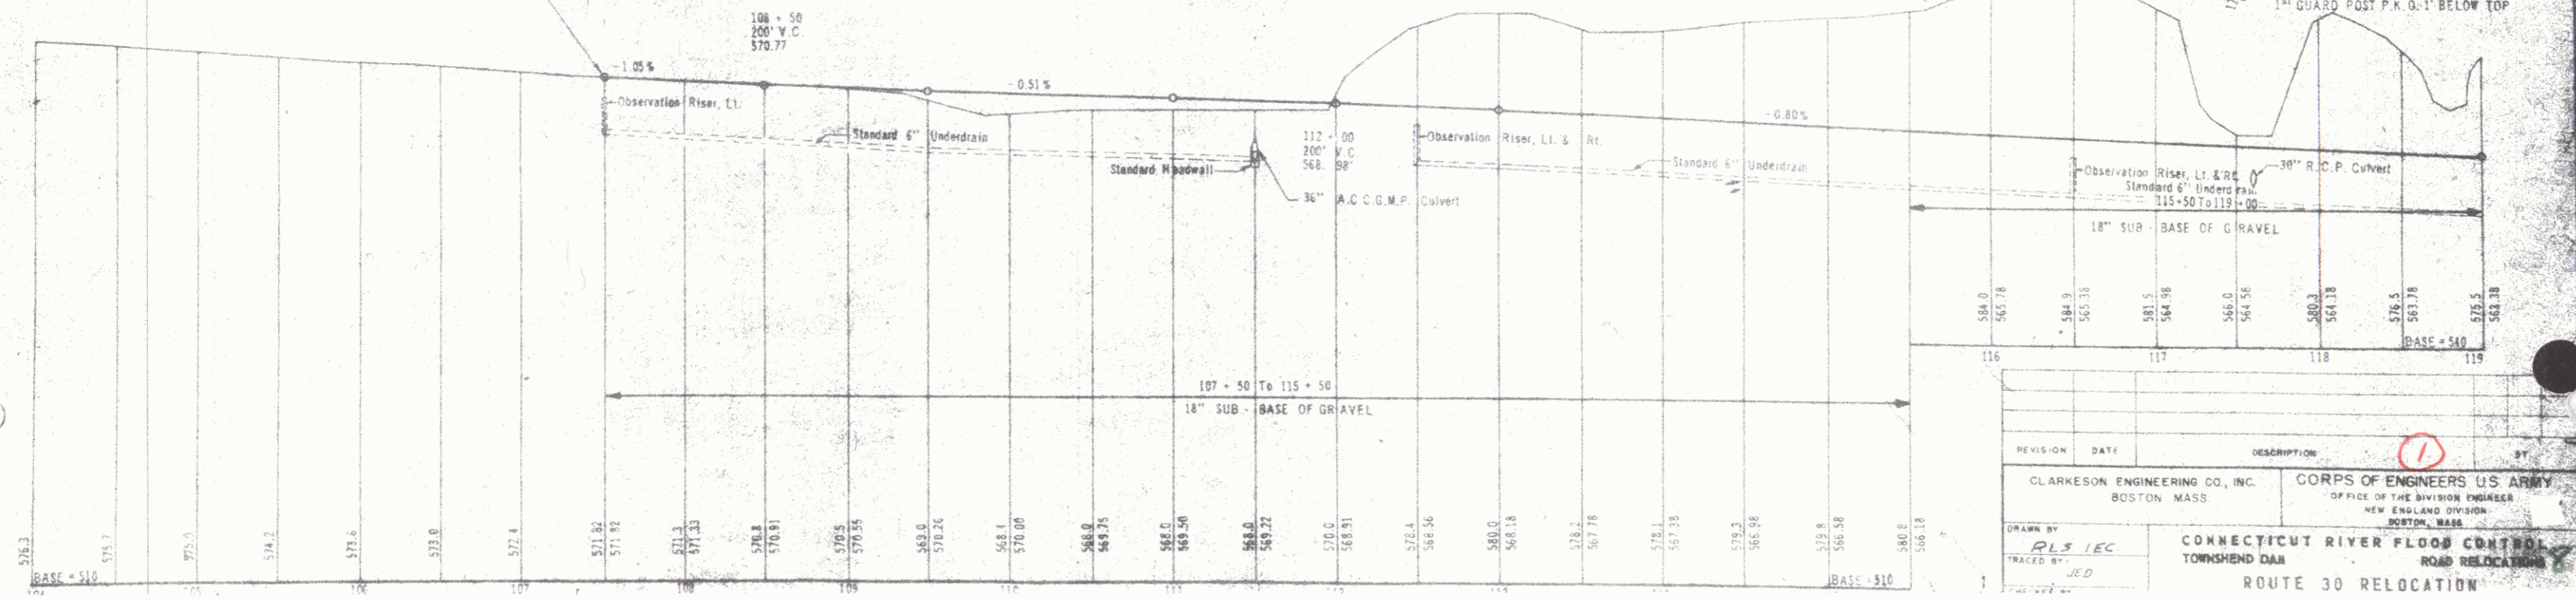 1ST GUARD POST P.K. 0.1' BELOW TOP
108 + 50
200' V.C.
570.77
- 1.05 %
- 0.51 %
- 0.80 %
Observation Riser, Lt.
Standard 6" Underdrain
Standard Headwall
112 + 00
200' V.C
568. 98'
36" A.C C.G.M.P. Culvert
Observation Riser, Lt. & Rt.
Standard 6" Underdrain
Observation Riser, Lt. & Rt.
Standard 6" Underdrain
115+50 To 119+00
30" R.C.P. Culvert
18" SUB - BASE OF GRAVEL
584.0 565.78
584.9 565.38
581.5 564.98
566.0 564.58
580.3 564.18
576.5 563.78
575.5 563.38
BASE = 540
116 117 118 119
107 + 50 To 115 + 50
18" SUB - BASE OF GRAVEL
576.3
575.7
575.0
574.2
573.6
573.0
572.4
571.82 571.82
571.3 571.33
570.8 570.91
570.5 570.55
569.0 570.26
568.4 570.00
568.0 569.75
568.0 569.50
568.0 569.22
570.0 568.91
578.4 568.56
580.0 568.18
578.2 567.78
578.1 567.38
579.3 566.98
579.8 566.58
580.8 566.18
BASE = 510
BASE = 510
REVISION DATE DESCRIPTION BY
1
CLARKESON ENGINEERING CO., INC.
BOSTON MASS.
CORPS OF ENGINEERS U.S. ARMY
OFFICE OF THE DIVISION ENGINEER
NEW ENGLAND DIVISION
BOSTON, MASS.
DRAWN BY
RLS IEC
TRACED BY
JED
CONNECTICUT RIVER FLOOD CONTROL
TOWNSHEND DAM ROAD RELOCATIONS
ROUTE 30 RELOCATION
8